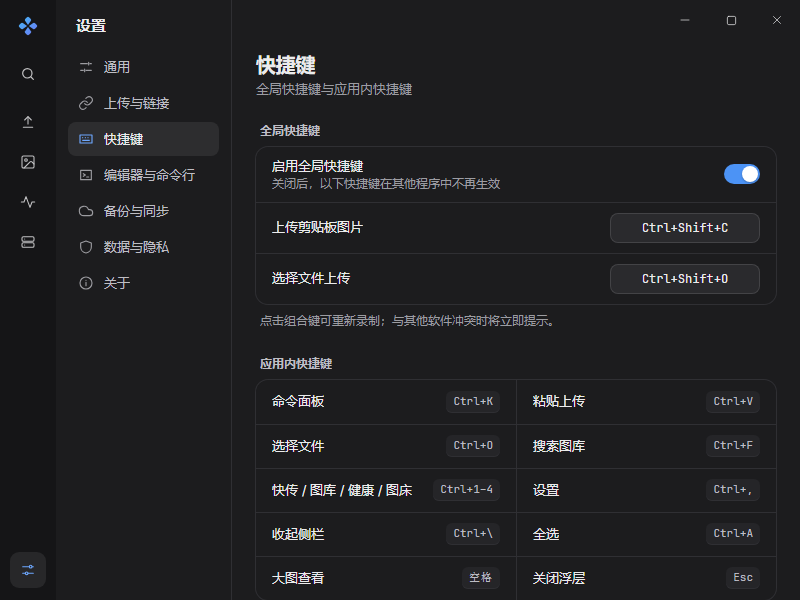 设置
通用
上传与链接
快捷键
编辑器与命令行
备份与同步
数据与隐私
关于
快捷键
全局快捷键与应用内快捷键
全局快捷键
启用全局快捷键
关闭后，以下快捷键在其他程序中不再生效
上传剪贴板图片 Ctrl+Shift+C
选择文件上传 Ctrl+Shift+O
点击组合键可重新录制；与其他软件冲突时将立即提示。
应用内快捷键
命令面板 Ctrl+K 粘贴上传 Ctrl+V
选择文件 Ctrl+O 搜索图库 Ctrl+F
快传 / 图库 / 健康 / 图床 Ctrl+1-4 设置 Ctrl+,
收起侧栏 Ctrl+\ 全选 Ctrl+A
大图查看 空格 关闭浮层 Esc